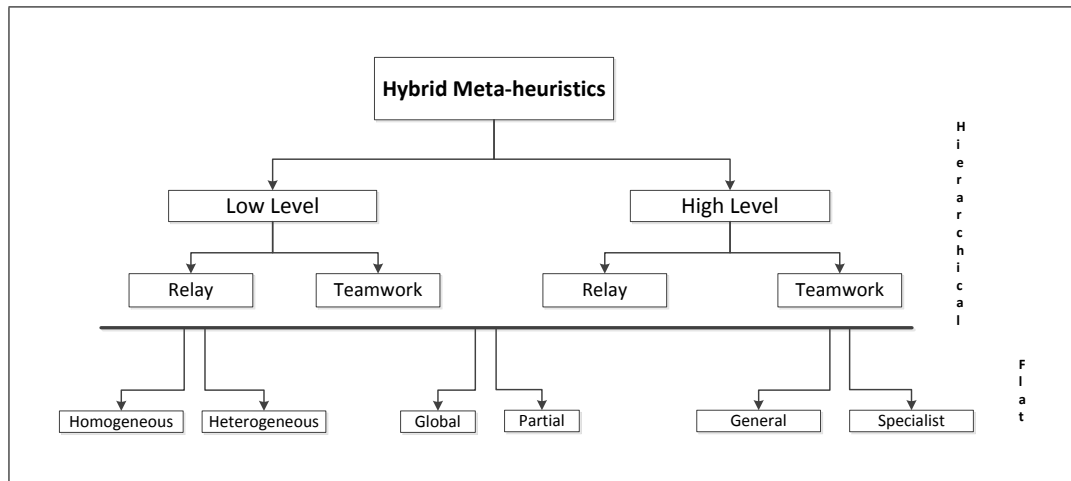 Hybrid Meta-heuristics
Low Level
High Level
Relay
Teamwork
Relay
Teamwork
Homogeneous
Heterogeneous
Global
Partial
General
Specialist
Hierarchical
Flat